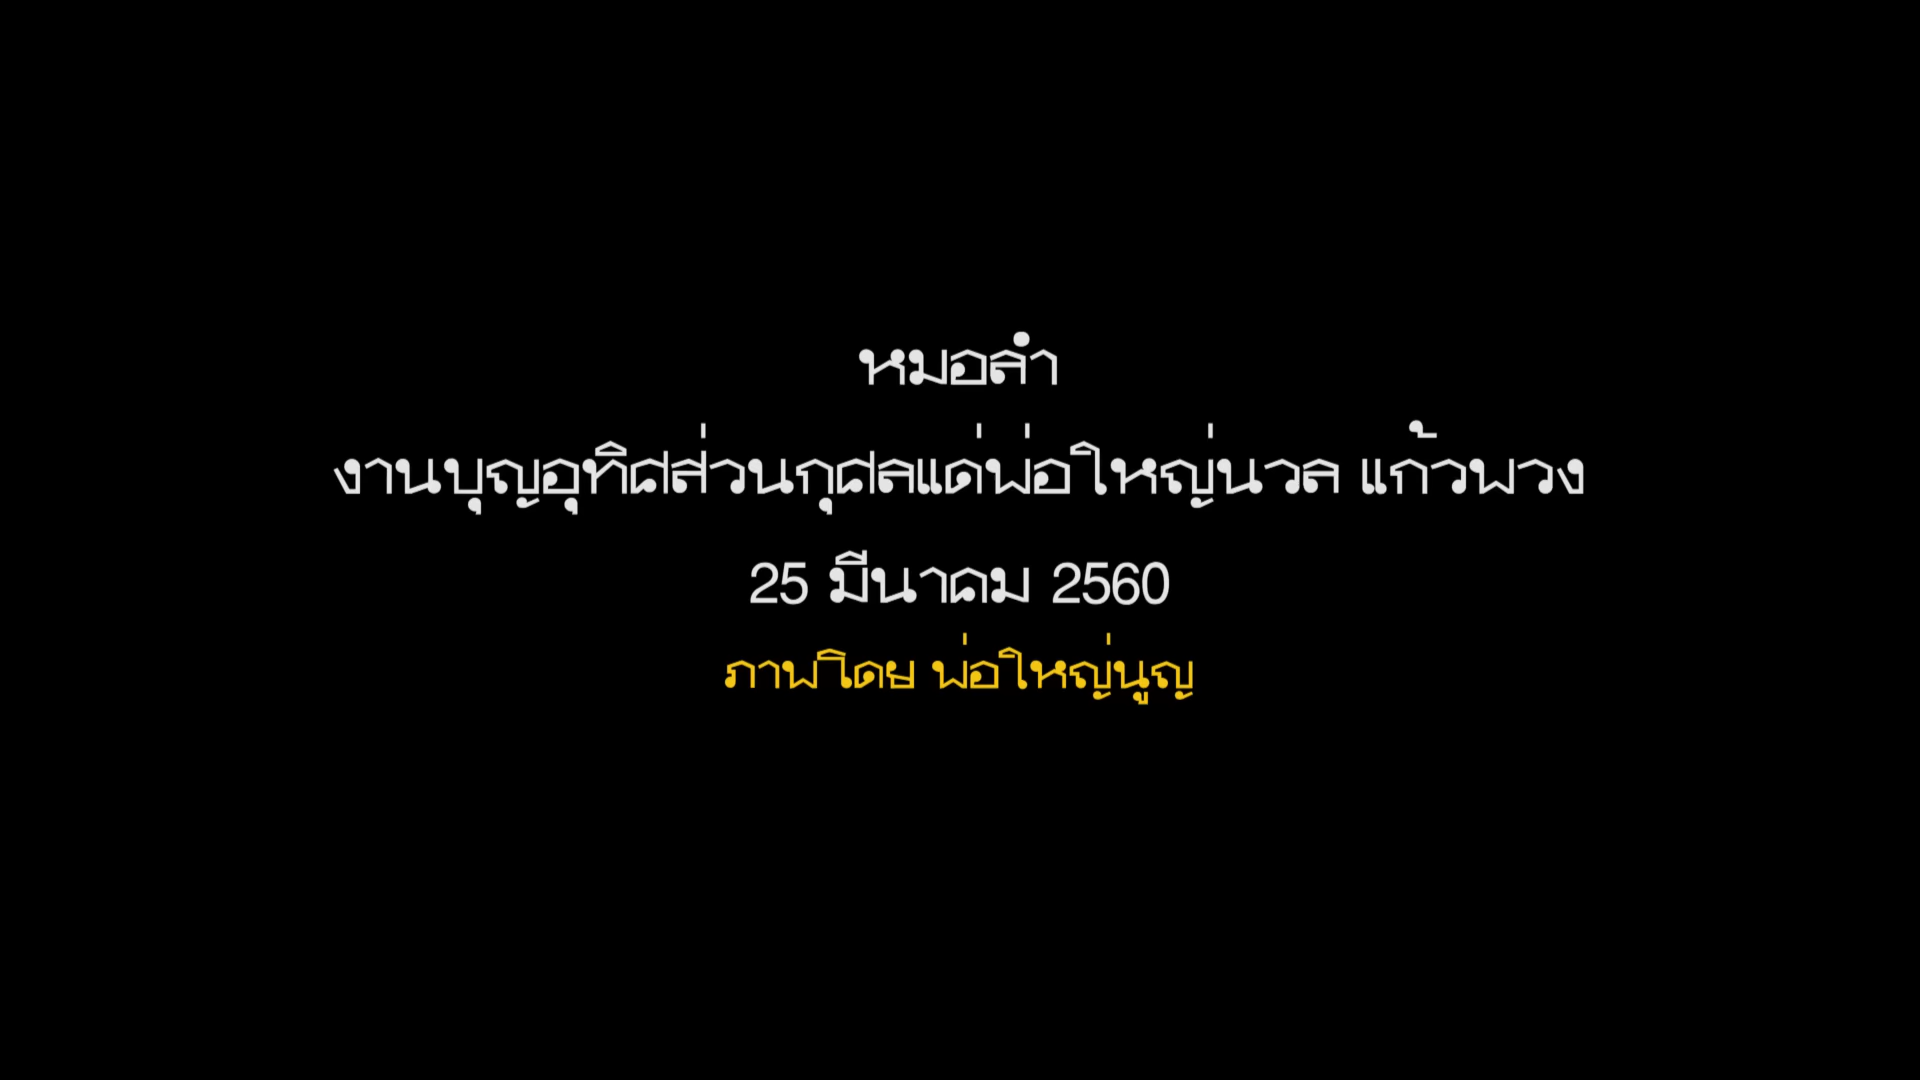 หมอลำ
งานบุญอุทิศส่วนกุศลแด่พ่อใหญ่นวล แก้วพวง
25 มีนาคม 2560
ภาพโดย พ่อใหญ่นูญ